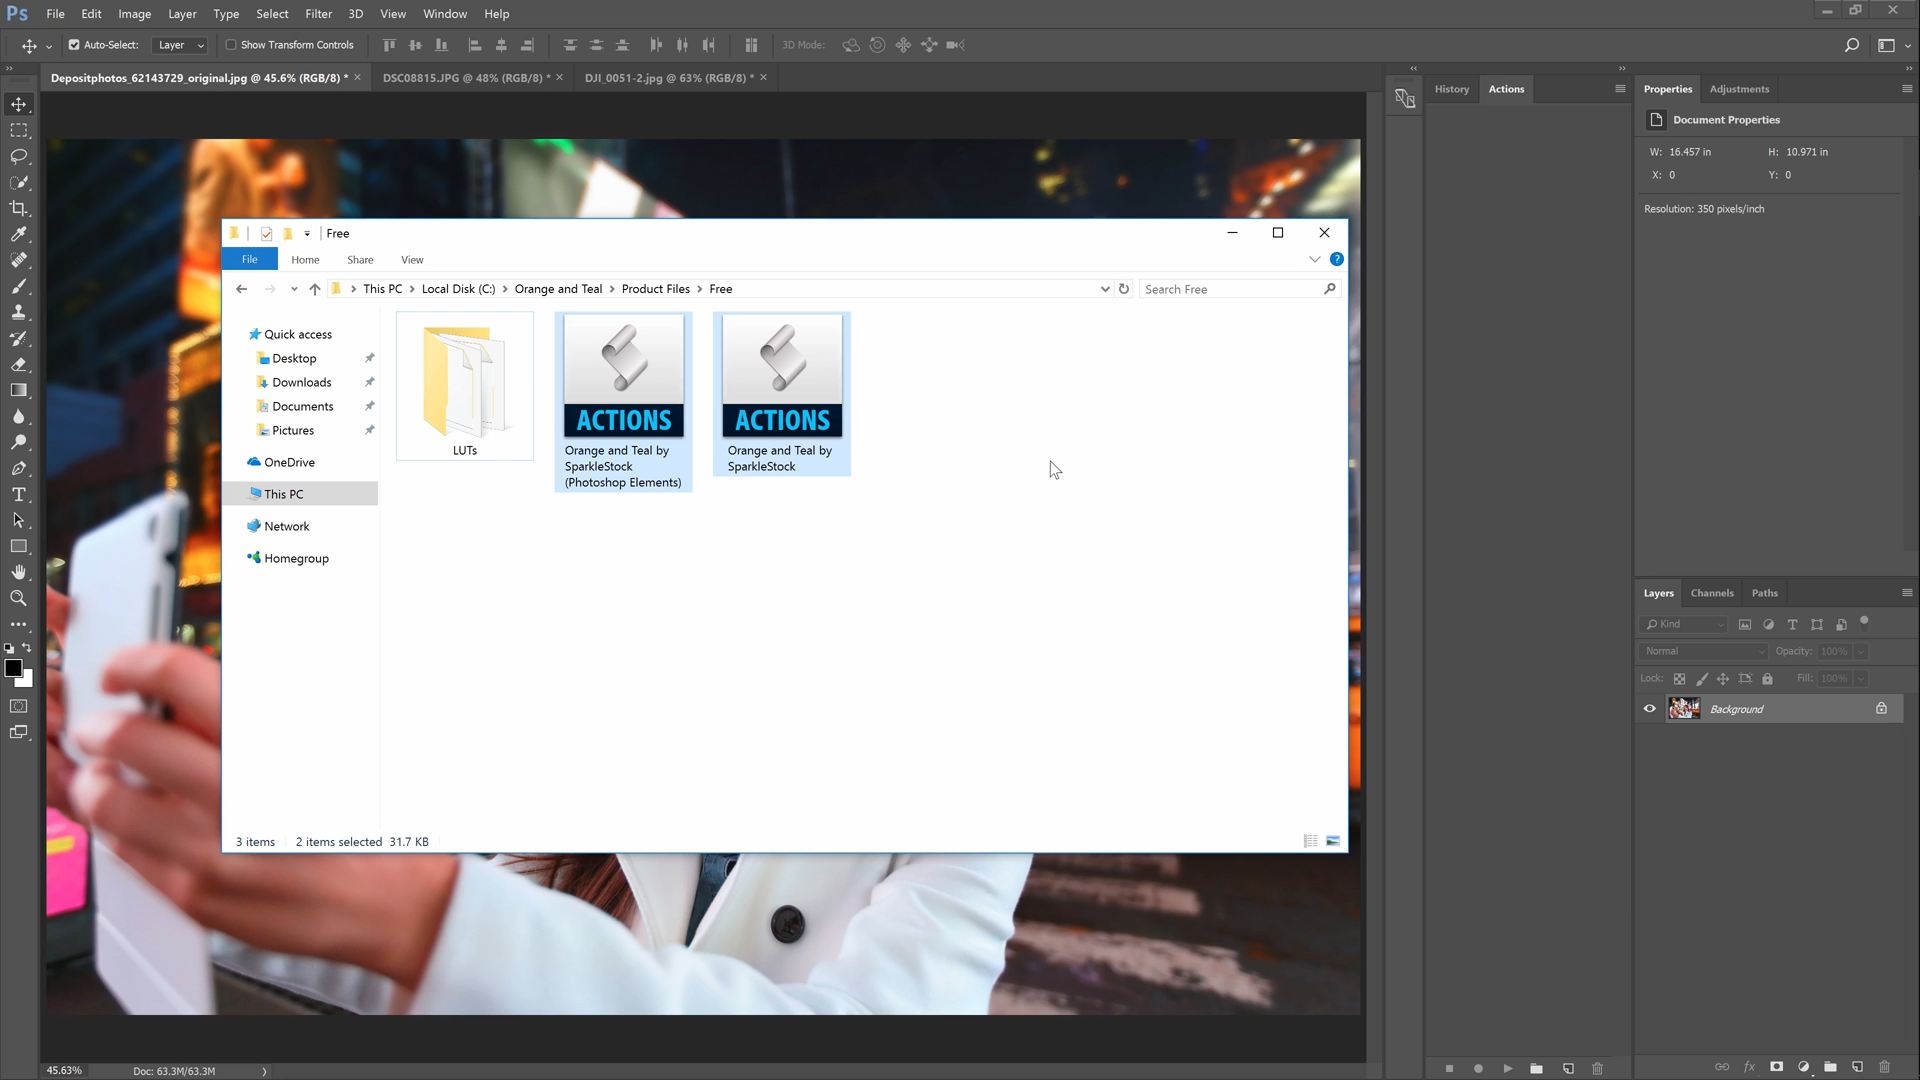 Ps File Edit Image Layer Type Select Filter 3D View Window Help
Auto-Select: Layer Show Transform Controls 3D Mode:
Depositphotos_62143729_original.jpg @ 45.6% (RGB/8) * DSC08815.JPG @ 48% (RGB/8) * DJI_0051-2.jpg @ 63% (RGB/8) *
History Actions
Properties Adjustments
Document Properties
W: 16.457 in H: 10.971 in
X: 0 Y: 0
Resolution: 350 pixels/inch
Free
File Home Share View
This PC Local Disk (C:) Orange and Teal Product Files Free Search Free
Quick access
Desktop
Downloads
Documents
Pictures
OneDrive
This PC
Network
Homegroup
LUTs
ACTIONS
Orange and Teal by
SparkleStock
(Photoshop Elements)
ACTIONS
Orange and Teal by
SparkleStock
3 items 2 items selected 31.7 KB
Layers Channels Paths
Kind
Normal Opacity: 100%
Lock: Fill: 100%
Background
45.63% Doc: 63.3M/63.3M
fx